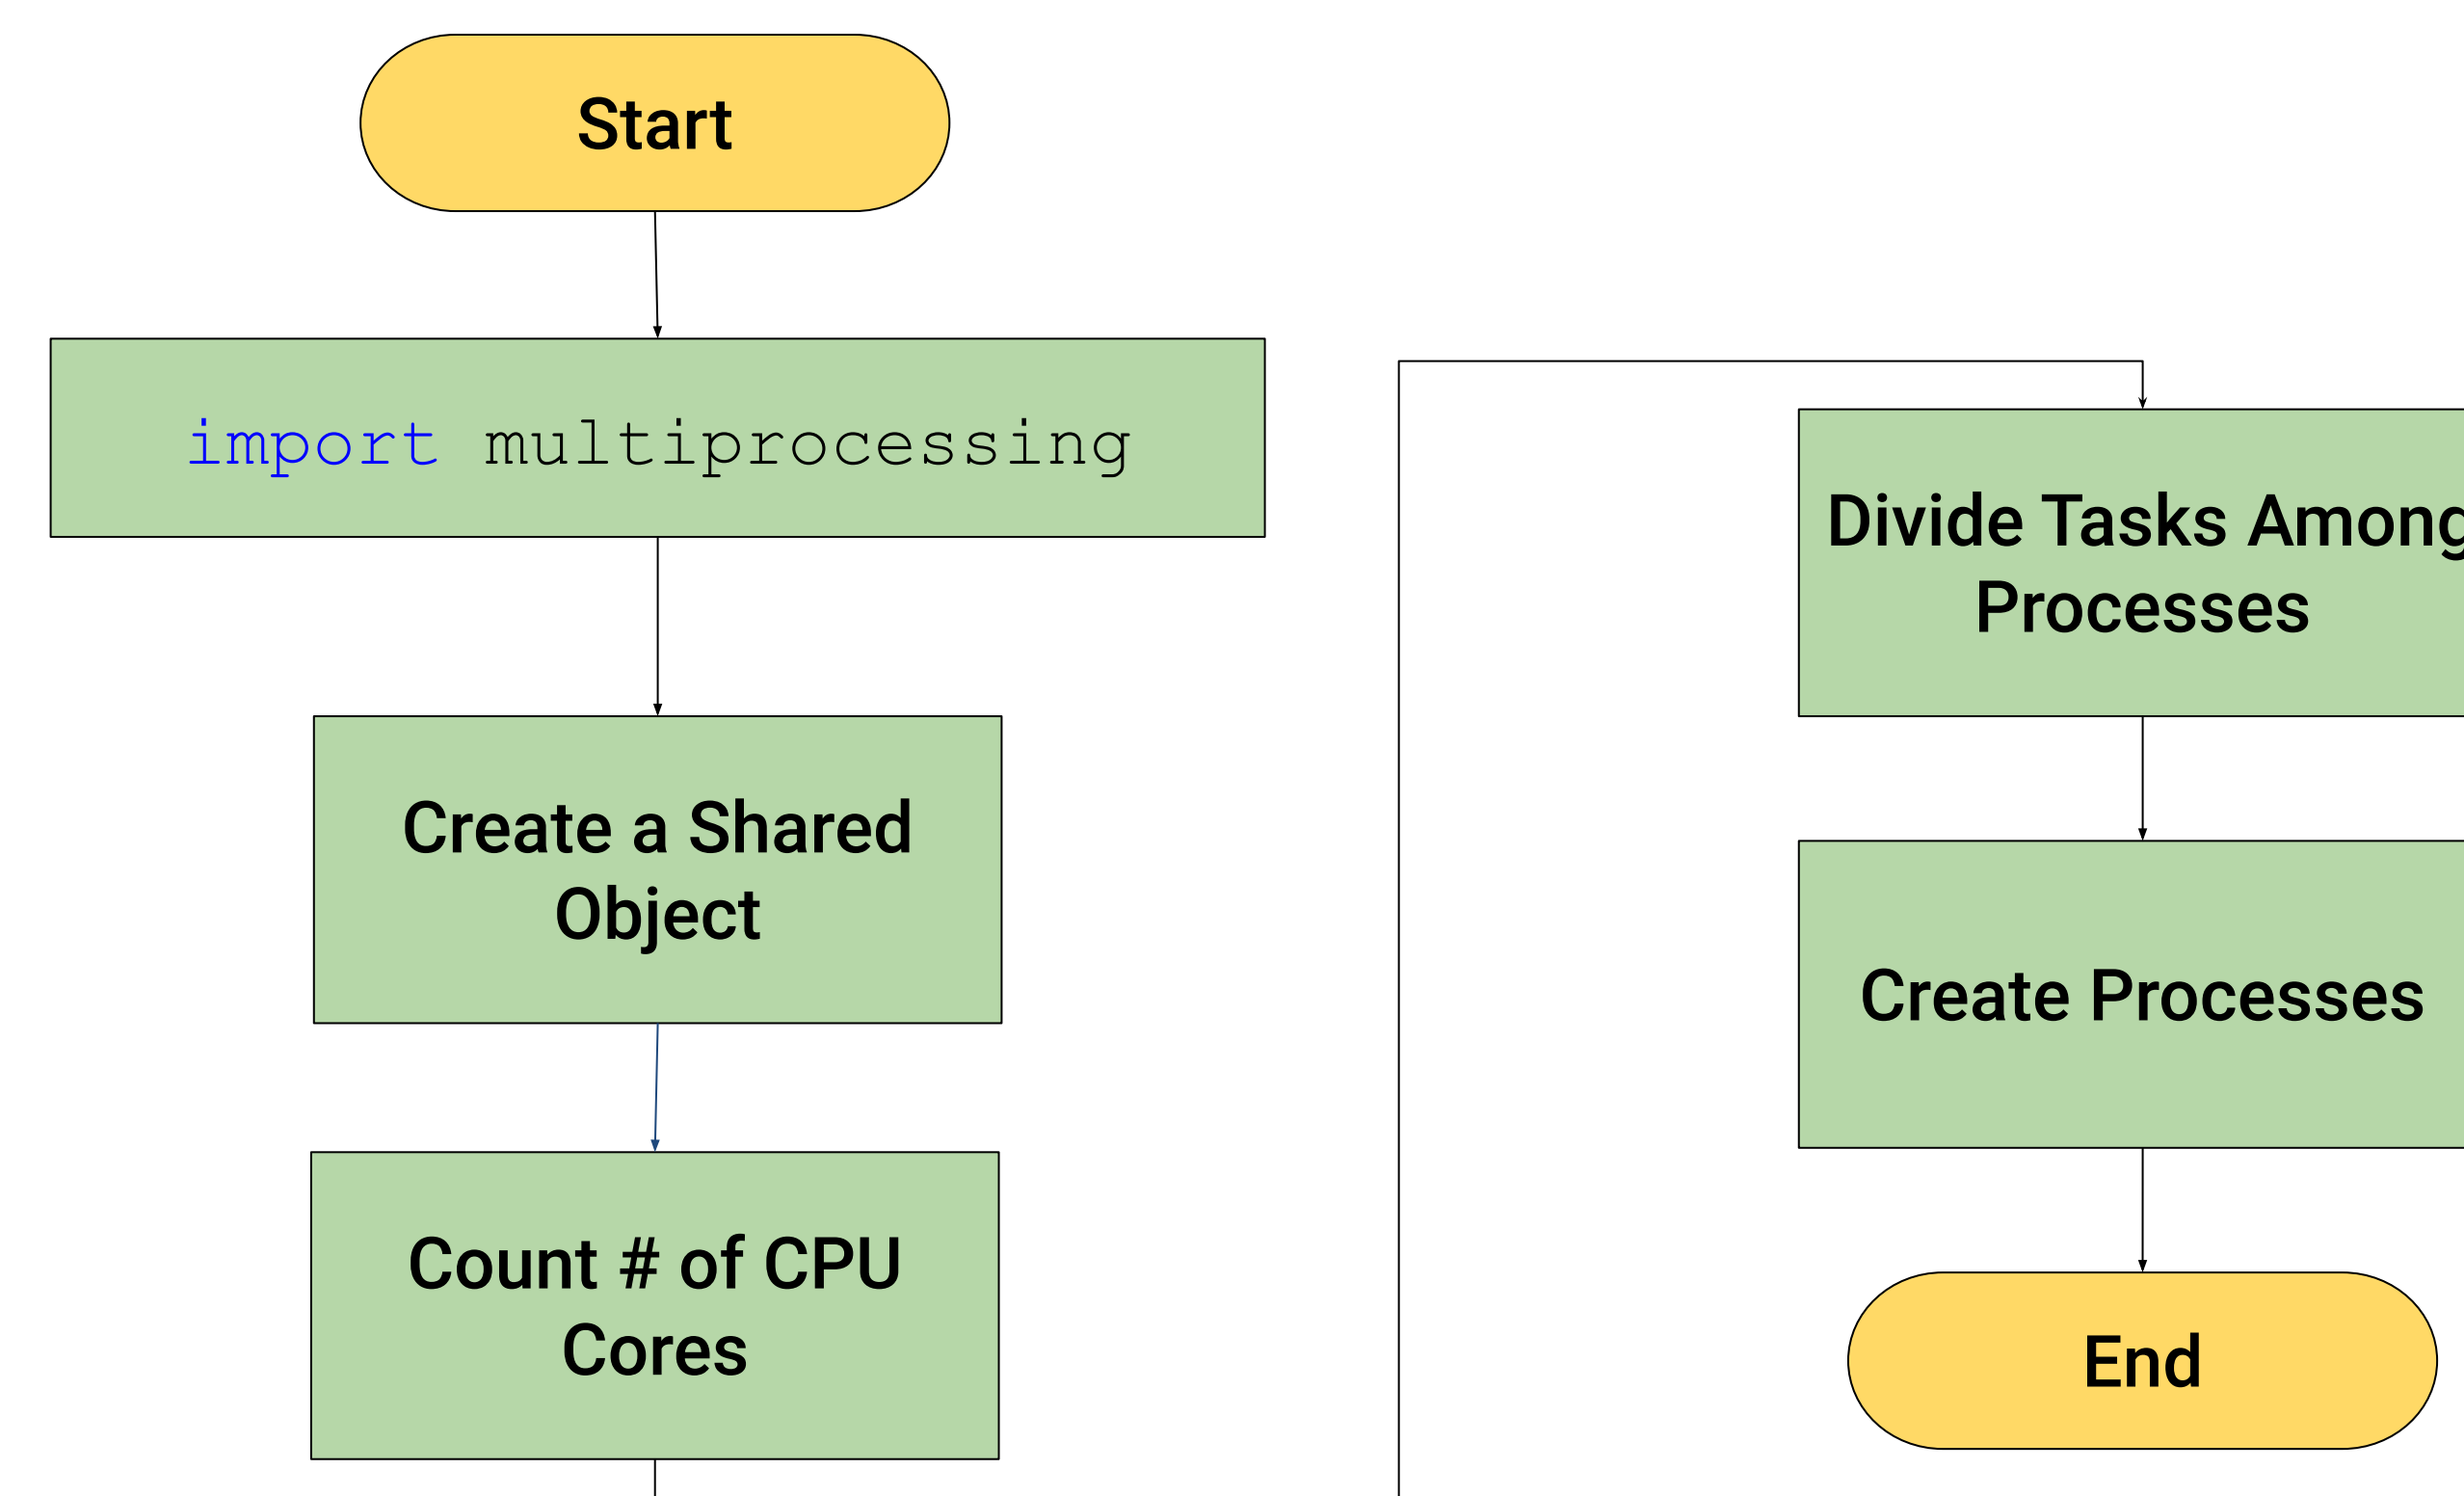 Start
import multiprocessing
Create a Shared
Object
Count # of CPU
Cores
Divide Tasks Among
Processes
Create Processes
End